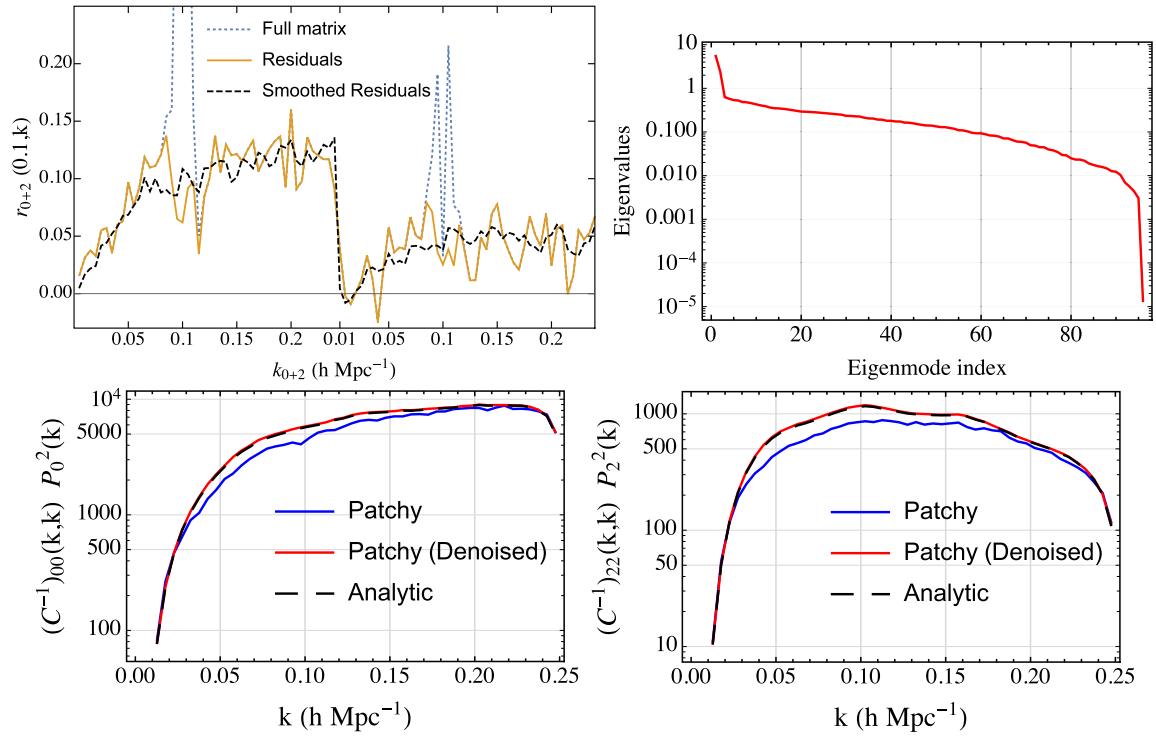 Full matrix
Residuals
Smoothed Residuals
0.20
0.15
0.10
0.05
0.00
r0+2 (0.1,k)
0.05 0.1 0.15 0.2 0.01 0.05 0.1 0.15 0.2
k0+2 (h Mpc⁻¹)
10
1
0.100
0.010
0.001
10⁻⁴
10⁻⁵
Eigenvalues
0 20 40 60 80
Eigenmode index
10⁴
5000
1000
500
100
(C⁻¹)₀₀(k,k) P₀²(k)
Patchy
Patchy (Denoised)
Analytic
0.00 0.05 0.10 0.15 0.20 0.25
k (h Mpc⁻¹)
1000
500
100
50
10
(C⁻¹)₂₂(k,k) P₂²(k)
Patchy
Patchy (Denoised)
Analytic
0.00 0.05 0.10 0.15 0.20 0.25
k (h Mpc⁻¹)